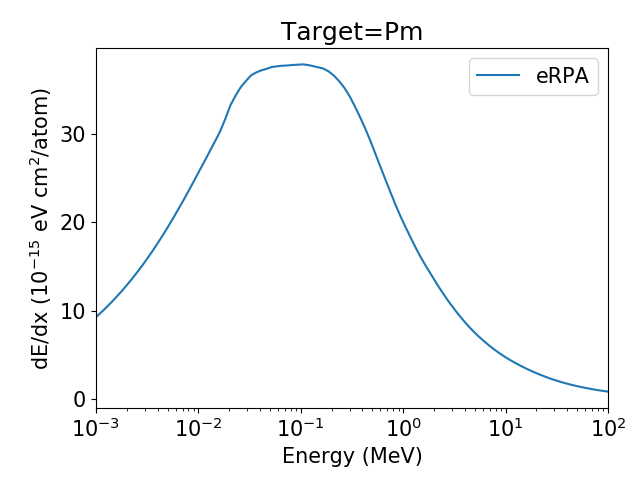 Target=Pm
eRPA
dE/dx (10⁻¹⁵ eV cm²/atom)
30
20
10
0
10⁻³ 10⁻² 10⁻¹ 10⁰ 10¹ 10²
Energy (MeV)